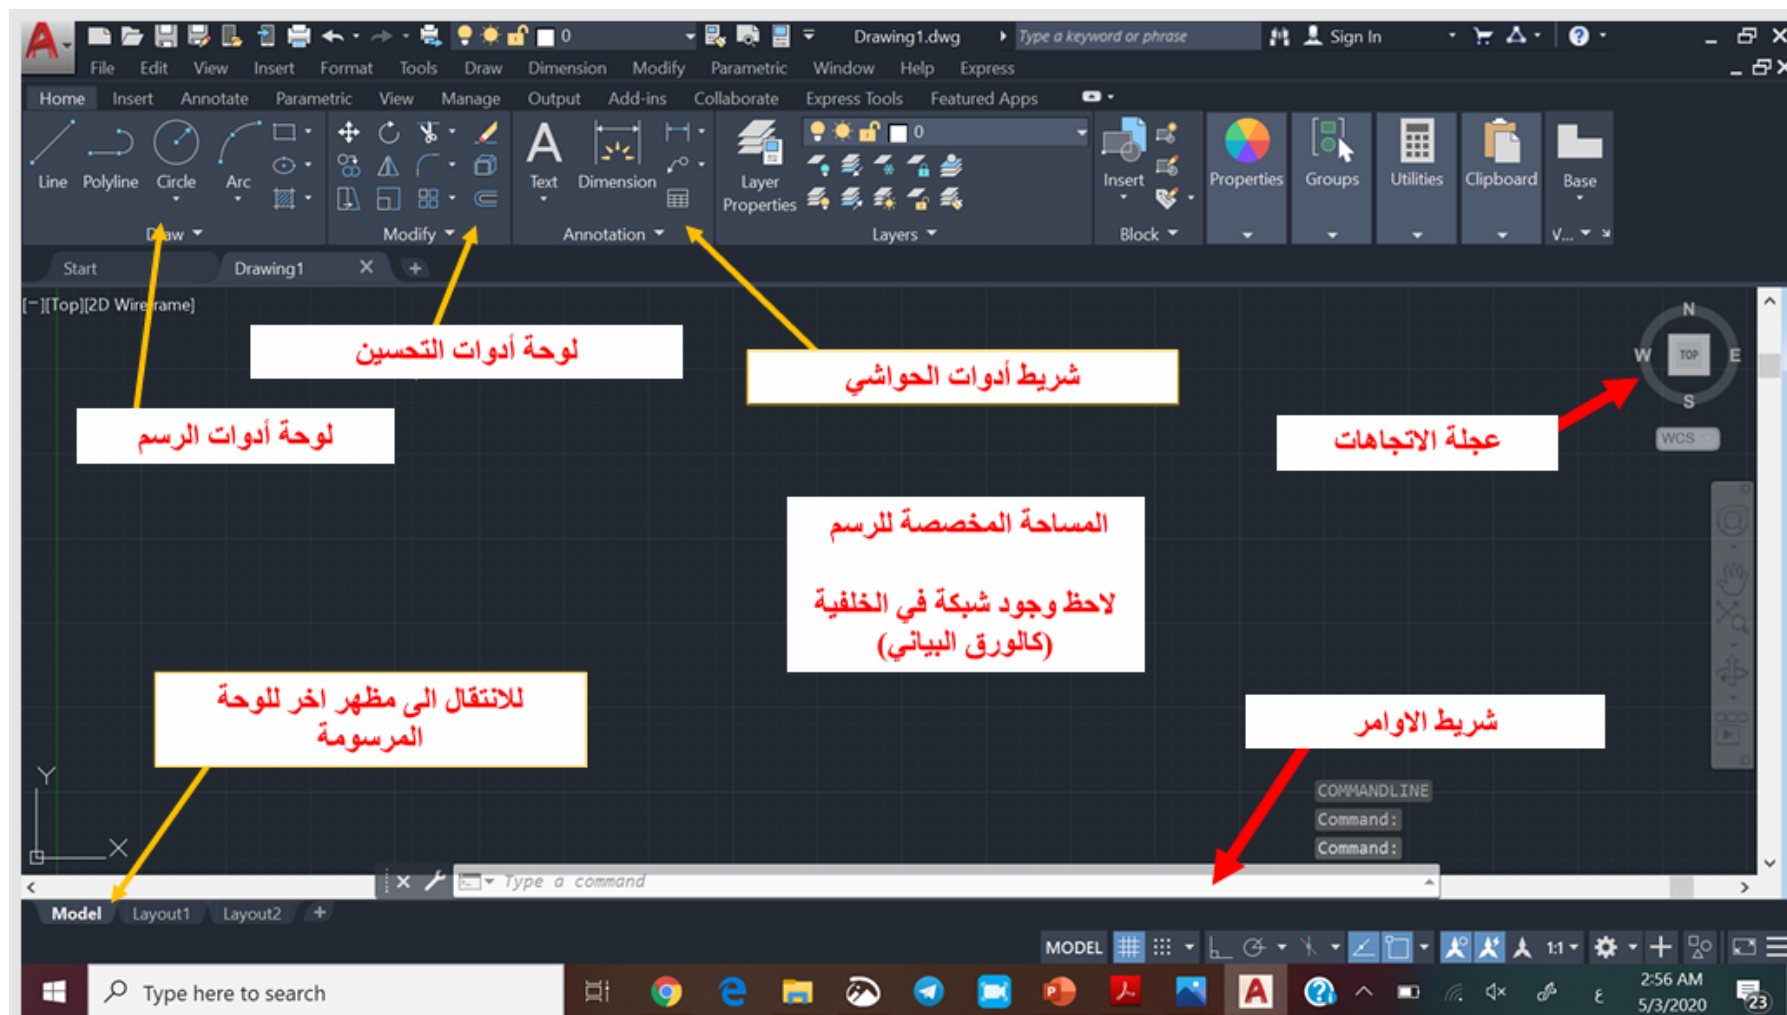 0
Drawing1.dwg
Type a keyword or phrase
Sign In
File Edit View Insert Format Tools Draw Dimension Modify Parametric Window Help Express
Home Insert Annotate Parametric View Manage Output Add-ins Collaborate Express Tools Featured Apps
0
Line Polyline Circle Arc
Text Dimension
Layer
Properties
Insert
Properties
Groups
Utilities
Clipboard
Base
Modify
Annotation
Layers
Block
V...
Start
Drawing1
[−][Top][2D
لوحة أدوات التحسين
شريط أدوات الحواشي
لوحة أدوات الرسم
N
W
TOP
E
S
WCS
عجلة الاتجاهات
المساحة المخصصة للرسم
لاحظ وجود شبكة في الخلفية
(كالورق البياني)
للانتقال الى مظهر اخر للوحة
المرسومة
شريط الاوامر
Y
X
COMMANDLINE
Command:
Command:
Type a command
Model Layout1 Layout2
MODEL
1:1
Type here to search
ع
2:56 AM
5/3/2020
23